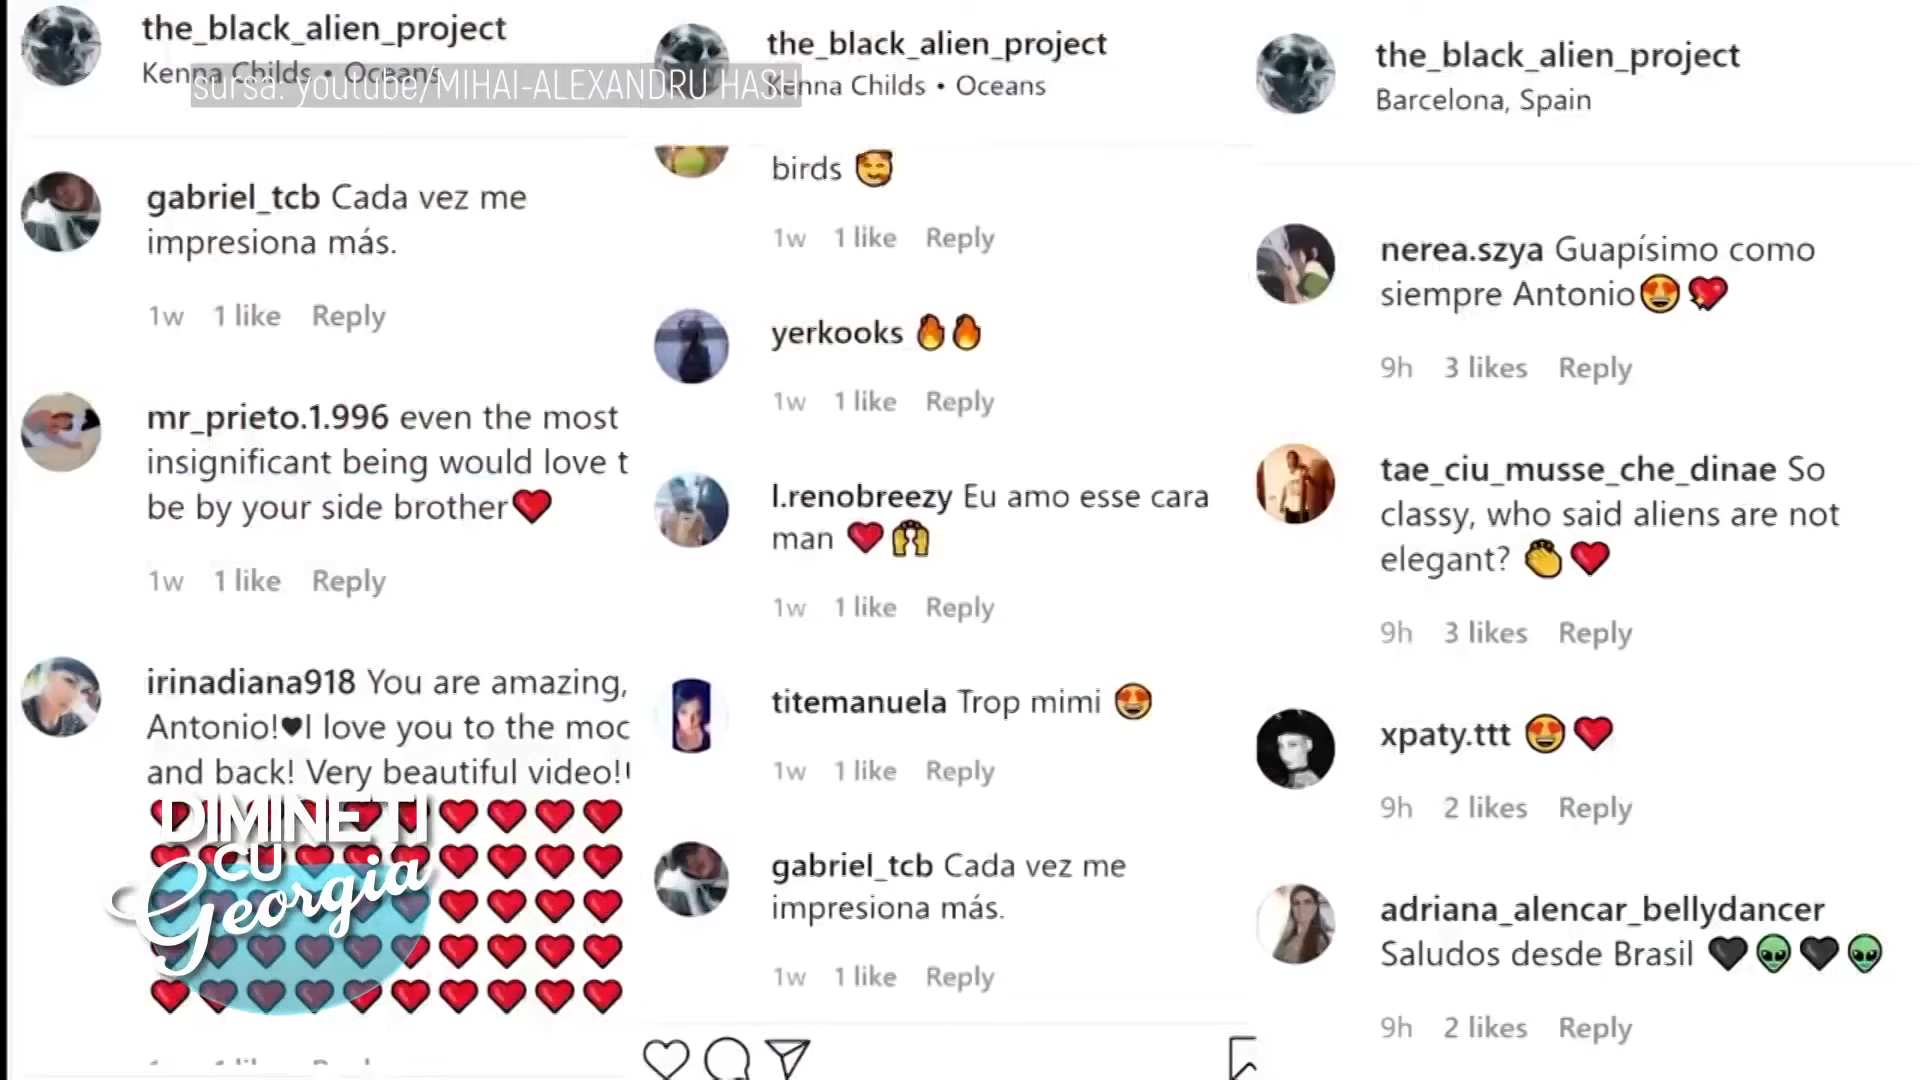 the_black_alien_project
Kenna Childs • Oceans
sursa: youtube/MIHAI-ALEXANDRU HASH
gabriel_tcb Cada vez me
impresiona más.
1w 1 like Reply
mr_prieto.1.996 even the most
insignificant being would love t
be by your side brother❤️
1w 1 like Reply
irinadiana918 You are amazing,
Antonio!♥I love you to the moo
and back! Very beautiful video!
DIMINEȚI
CU
Georgia
the_black_alien_project
Kenna Childs • Oceans
birds 🥰
1w 1 like Reply
yerkooks 🔥🔥
1w 1 like Reply
l.renobreezy Eu amo esse cara
man ❤️🙌
1w 1 like Reply
titemanuela Trop mimi 😍
1w 1 like Reply
gabriel_tcb Cada vez me
impresiona más.
1w 1 like Reply
the_black_alien_project
Barcelona, Spain
nerea.szya Guapísimo como
siempre Antonio😍💖
9h 3 likes Reply
tae_ciu_musse_che_dinae So
classy, who said aliens are not
elegant? 👏❤️
9h 3 likes Reply
xpaty.ttt 😍❤️
9h 2 likes Reply
adriana_alencar_bellydancer
Saludos desde Brasil 🖤👽🖤👽
9h 2 likes Reply